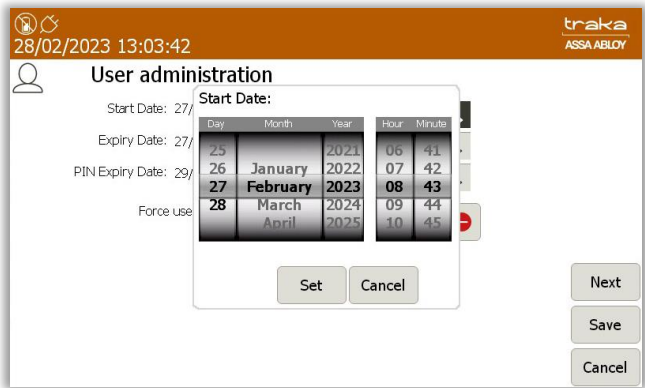 traka
28/02/2023 13:03:42
ASSA ABLOY
User administration
Start Date: 27/
Start Date:
Day Month Year Hour Minute
25 2021 06 41
26 January 2022 07 42
27 February 2023 08 43
28 March 2024 09 44
April 2025 10 45
Expiry Date: 27/
PIN Expiry Date: 29/
Force use
Set Cancel
Next
Save
Cancel